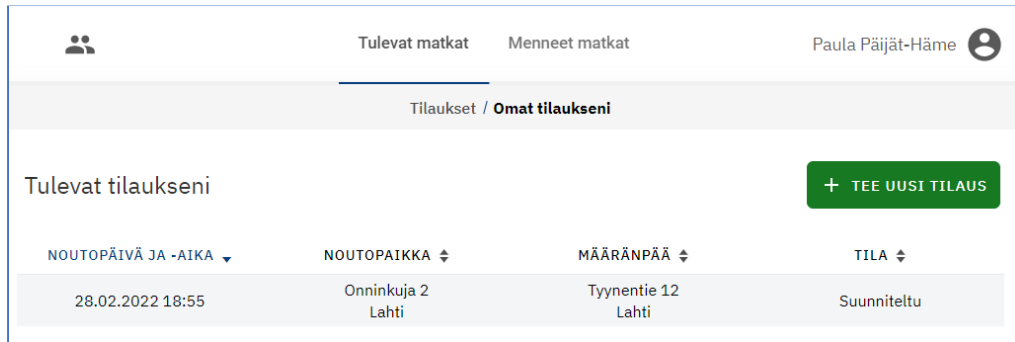 Tulevat matkat Menneet matkat Paula Päijät-Häme
Tilaukset / Omat tilaukseni
Tulevat tilaukseni
+ TEE UUSI TILAUS
NOUTOPÄIVÄ JA -AIKA NOUTOPAIKKA MÄÄRÄNPÄÄ TILA
28.02.2022 18:55 Onninkuja 2 Tyynentie 12 Suunniteltu
Lahti Lahti